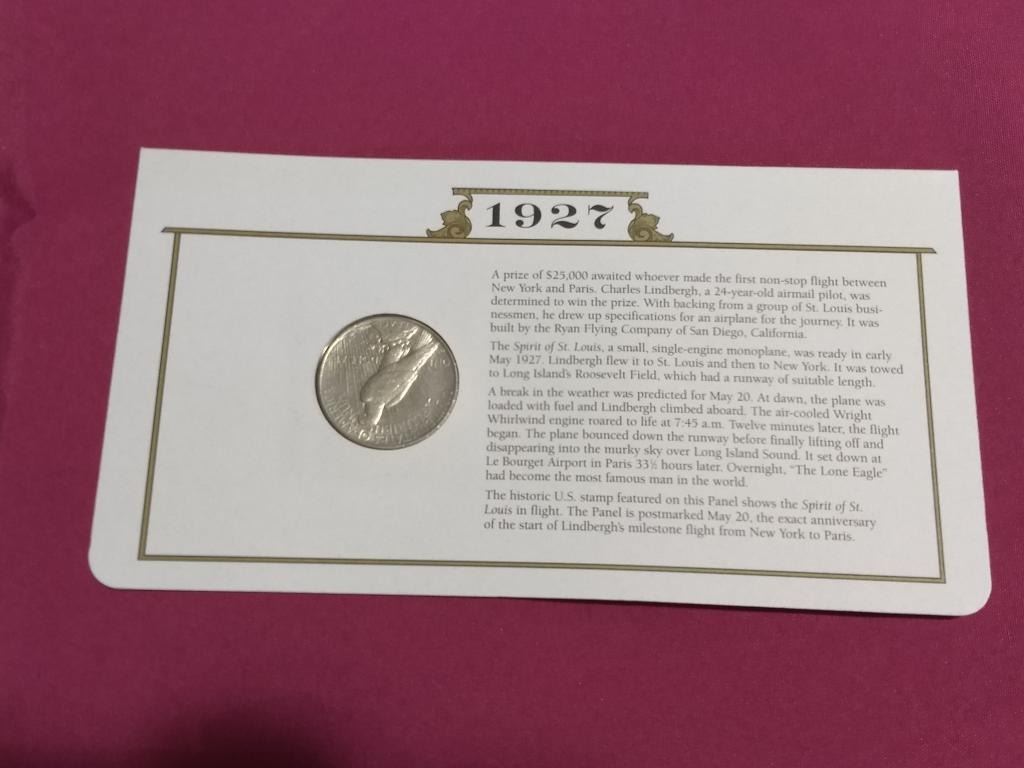 1927
A prize of $25,000 awaited whoever made the first non-stop flight between
New York and Paris. Charles Lindbergh, a 24-year-old airmail pilot, was
determined to win the prize. With backing from a group of St. Louis busi-
nessmen, he drew up specifications for an airplane for the journey. It was
built by the Ryan Flying Company of San Diego, California.
The Spirit of St. Louis, a small, single-engine monoplane, was ready in early
May 1927. Lindbergh flew it to St. Louis and then to New York. It was towed
to Long Island's Roosevelt Field, which had a runway of suitable length.
A break in the weather was predicted for May 20. At dawn, the plane was
loaded with fuel and Lindbergh climbed aboard. The air-cooled Wright
Whirlwind engine roared to life at 7:45 a.m. Twelve minutes later, the flight
began. The plane bounced down the runway before finally lifting off and
disappearing into the murky sky over Long Island Sound. It set down at
Le Bourget Airport in Paris 33½ hours later. Overnight, "The Lone Eagle"
had become the most famous man in the world.
The historic U.S. stamp featured on this Panel shows the Spirit of St.
Louis in flight. The Panel is postmarked May 20, the exact anniversary
of the start of Lindbergh's milestone flight from New York to Paris.